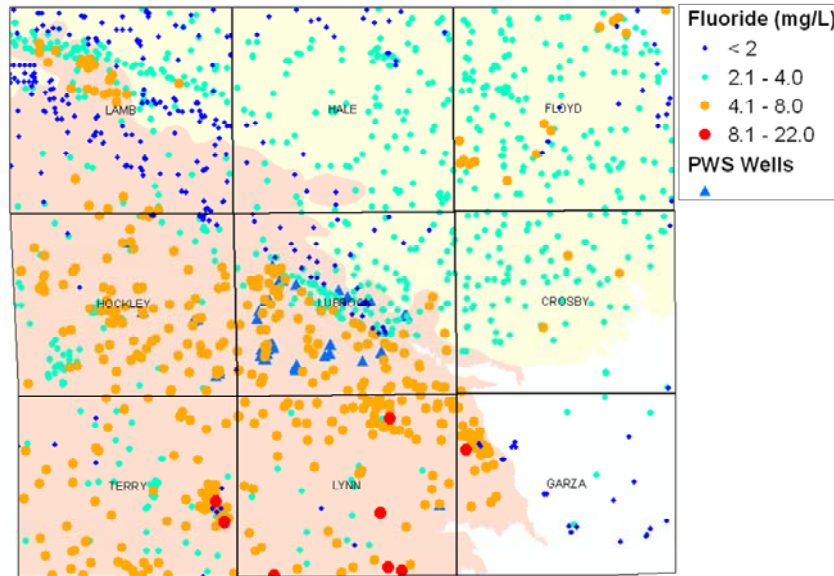 Fluoride (mg/L)
< 2
2.1 - 4.0
4.1 - 8.0
8.1 - 22.0
PWS Wells
LAMB
HALE
FLOYD
HOCKLEY
LUBBOCK
CROSBY
TERRY
LYNN
GARZA